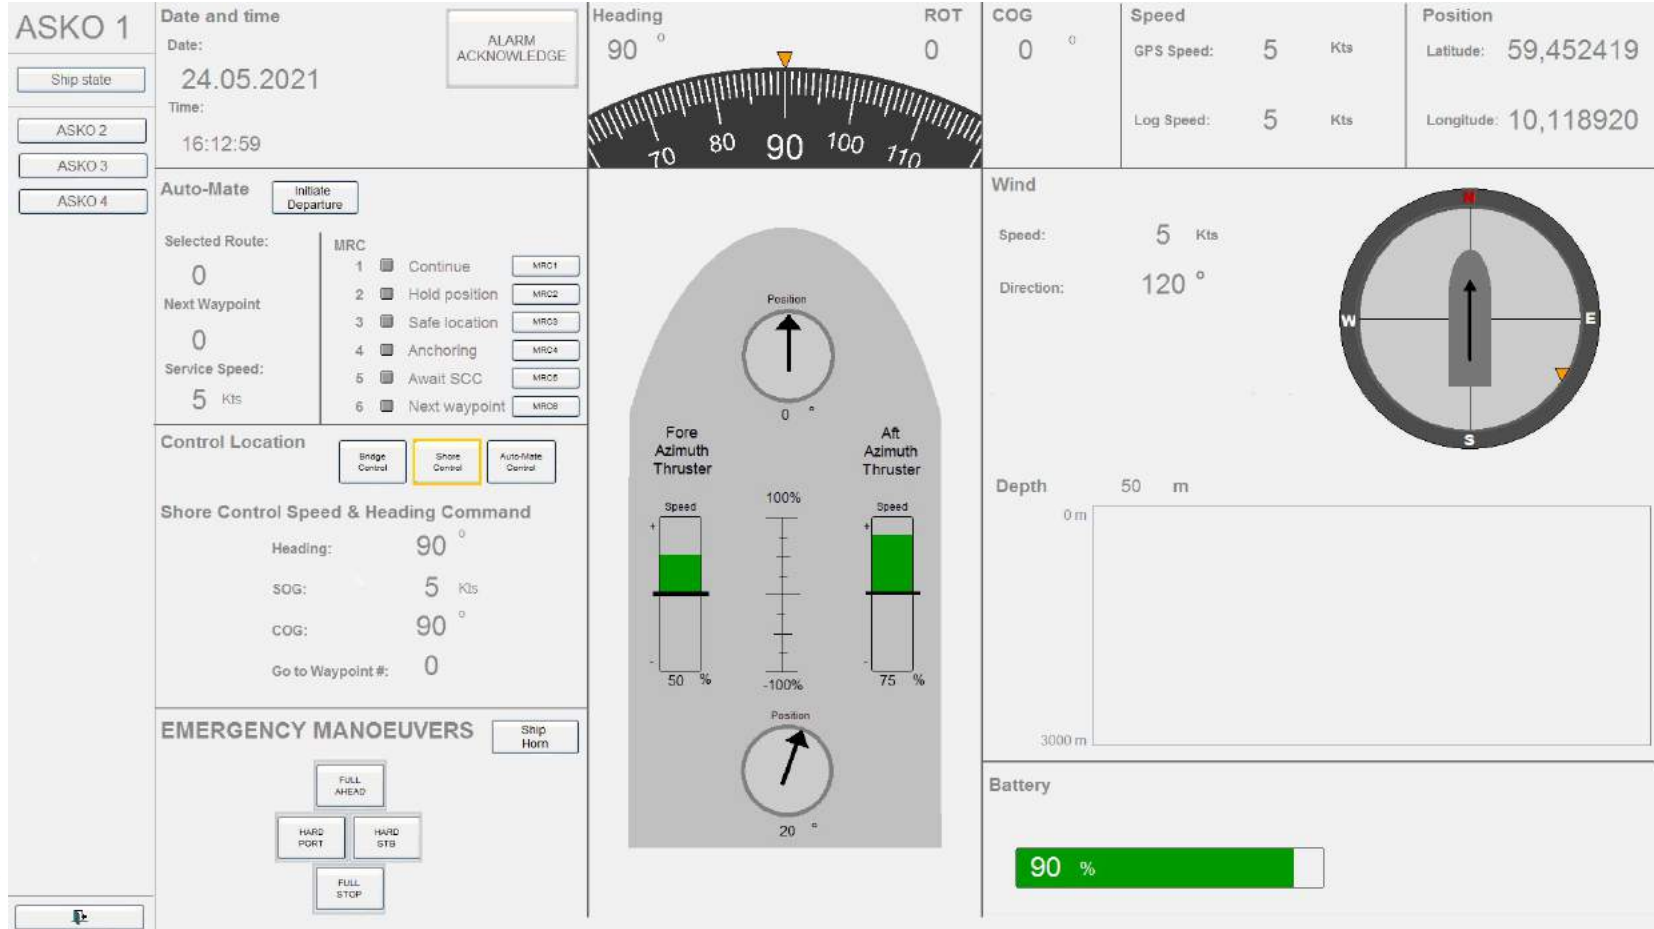 ASKO 1
Ship state
ASKO 2
ASKO 3
ASKO 4
Date and time
Date:
24.05.2021
Time:
16:12:59
ALARM
ACKNOWLEDGE
Heading
90 °
ROT
0
70 80 90 100 110
COG
0 °
Speed
GPS Speed: 5 Kts
Log Speed: 5 Kts
Position
Latitude: 59,452419
Longitude: 10,118920
Auto-Mate
Initiate
Departure
Selected Route:
0
Next Waypoint
0
Service Speed:
5 Kts
MRC
1 Continue MRC1
2 Hold position MRC2
3 Safe location MRC3
4 Anchoring MRC4
5 Await SCC MRC5
6 Next waypoint MRC6
Control Location
Bridge
Control
Shore
Control
Auto-Mate
Control
Shore Control Speed & Heading Command
Heading: 90 °
SOG: 5 Kts
COG: 90 °
Go to Waypoint #: 0
EMERGENCY MANOEUVERS
Ship
Horn
FULL
AHEAD
HARD
PORT
HARD
STB
FULL
STOP
Position
0 °
Fore
Azimuth
Thruster
Speed
+
-
50 %
100%
-100%
Aft
Azimuth
Thruster
Speed
+
-
75 %
Position
20 °
Wind
Speed: 5 Kts
Direction: 120 °
N
W
E
S
Depth 50 m
0 m
3000 m
Battery
90 %